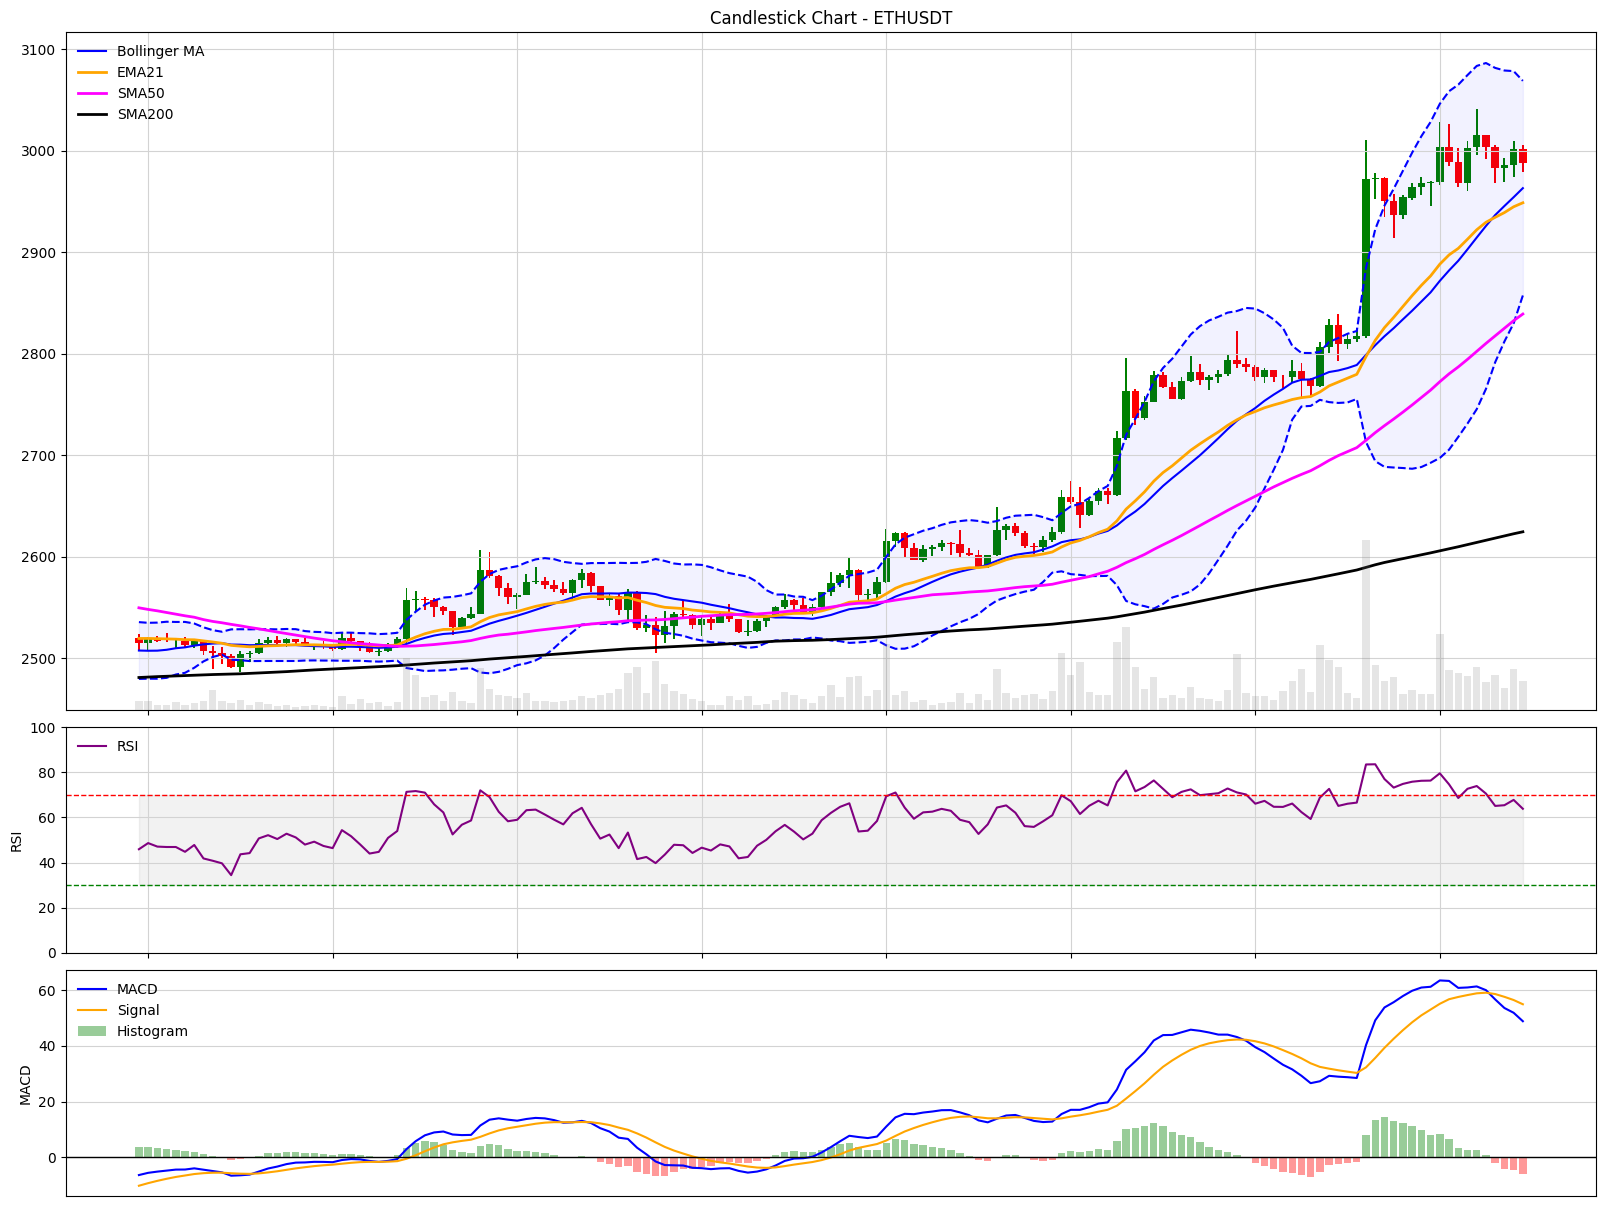 Candlestick Chart - ETHUSDT
Bollinger MA
EMA21
SMA50
SMA200
3100
3000
2900
2800
2700
2600
2500
RSI
100
80
60
40
20
0
RSI
MACD
Signal
Histogram
60
40
20
0
MACD